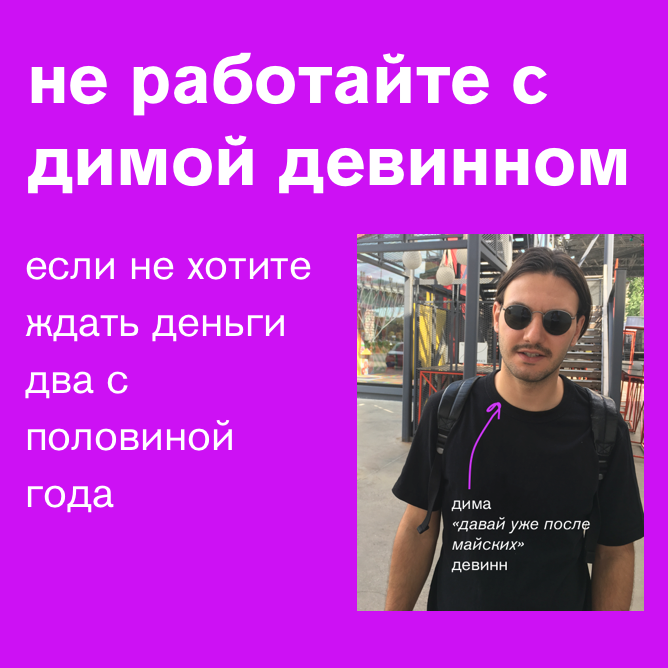 не работайте с
димой девинном
если не хотите
ждать деньги
два с
половиной
года
дима
«давай уже после
майских»
девинн